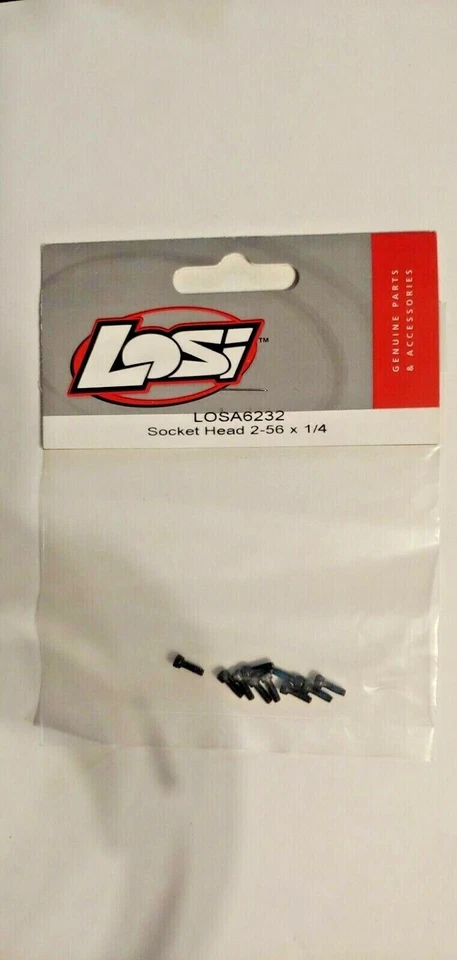 LOSI™
GENUINE PARTS
& ACCESSORIES
LOSA6232
Socket Head 2-56 x 1/4